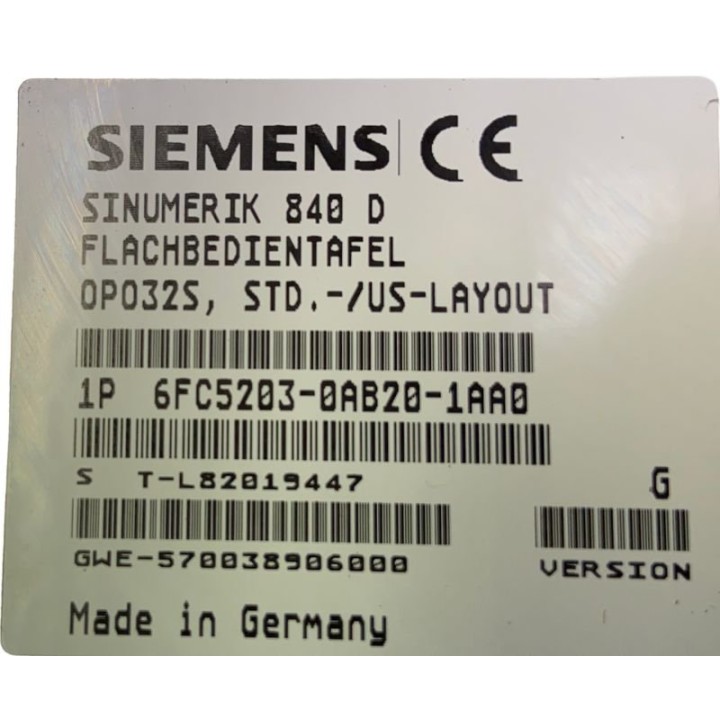 SIEMENS CE
SINUMERIK 840 D
FLACHBEDIENTAFEL
OP032S, STD.-/US-LAYOUT
1P 6FC5203-0AB20-1AA0
S T-L82019447
G
GWE-570038906000
VERSION
Made in Germany